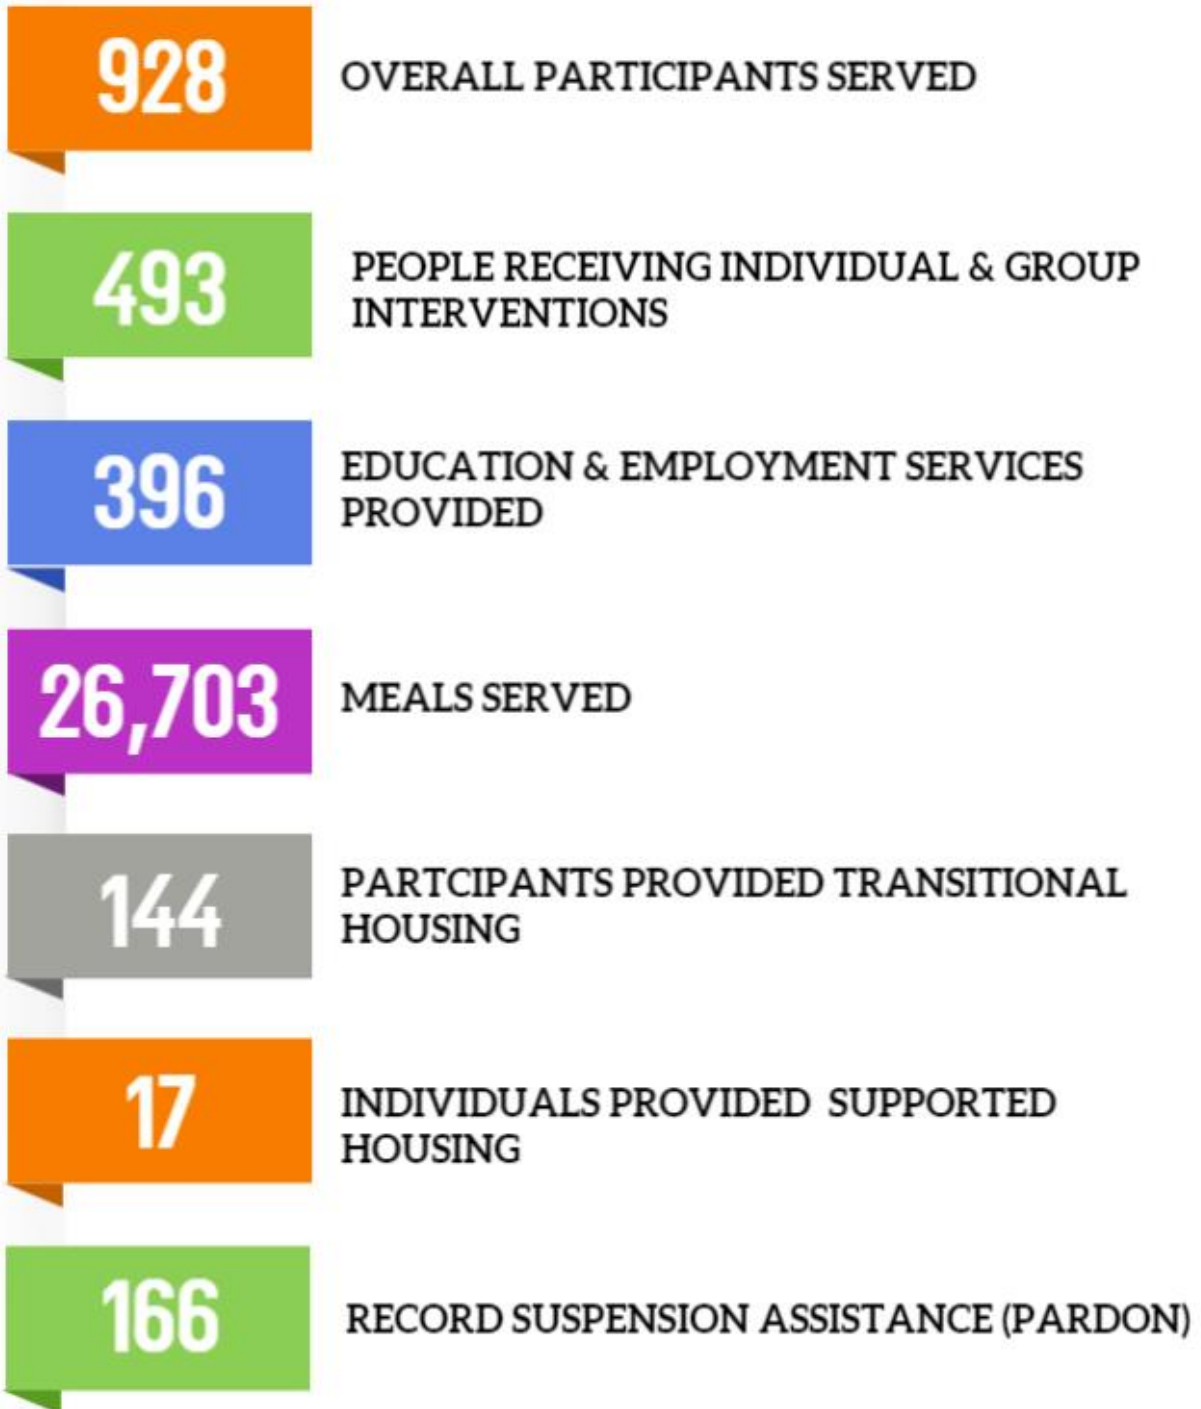 928
OVERALL PARTICIPANTS SERVED
493
PEOPLE RECEIVING INDIVIDUAL & GROUP
INTERVENTIONS
396
EDUCATION & EMPLOYMENT SERVICES
PROVIDED
26,703
MEALS SERVED
144
PARTCIPANTS PROVIDED TRANSITIONAL
HOUSING
17
INDIVIDUALS PROVIDED SUPPORTED
HOUSING
166
RECORD SUSPENSION ASSISTANCE (PARDON)